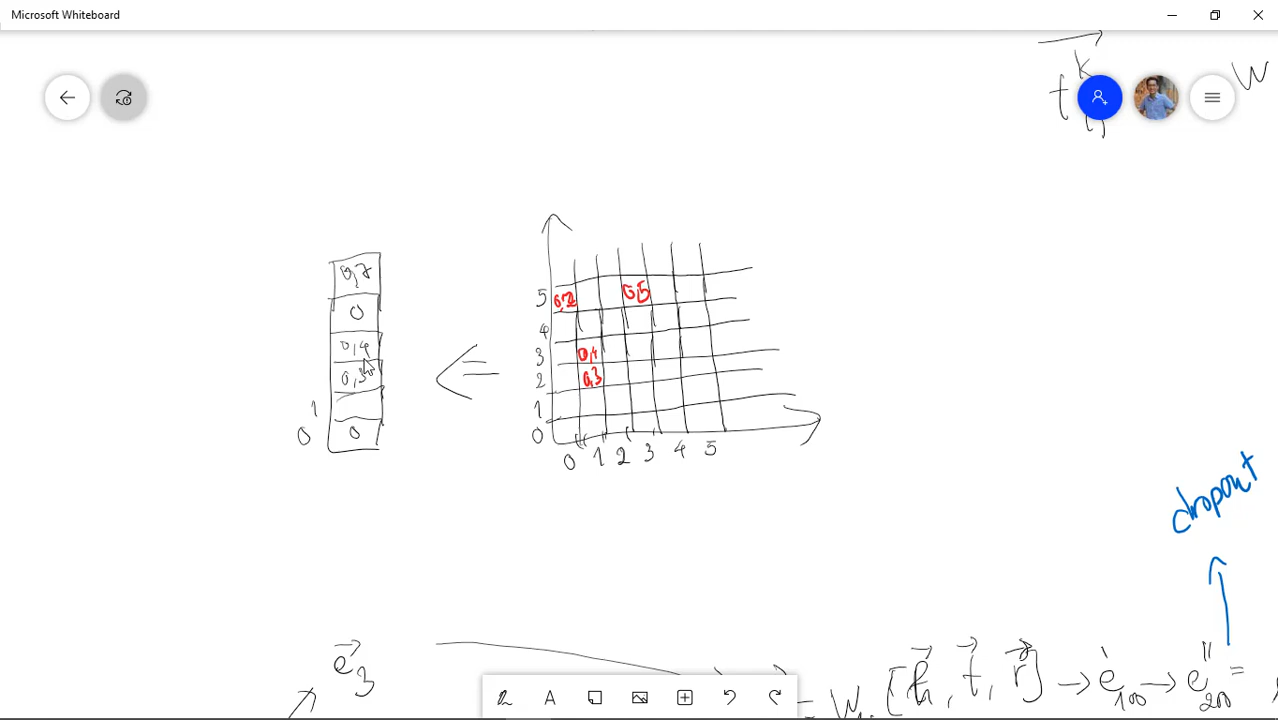 Microsoft Whiteboard
t k
W
0,7
0
0,4
0,3
1
0 0
5 0,7 0,5
4
3 0,4
2 0,3
1
0
0 1 2 3 4 5
dropout
e 3
= W . [h, t, r] → e' 100 → e'' 200 =
A